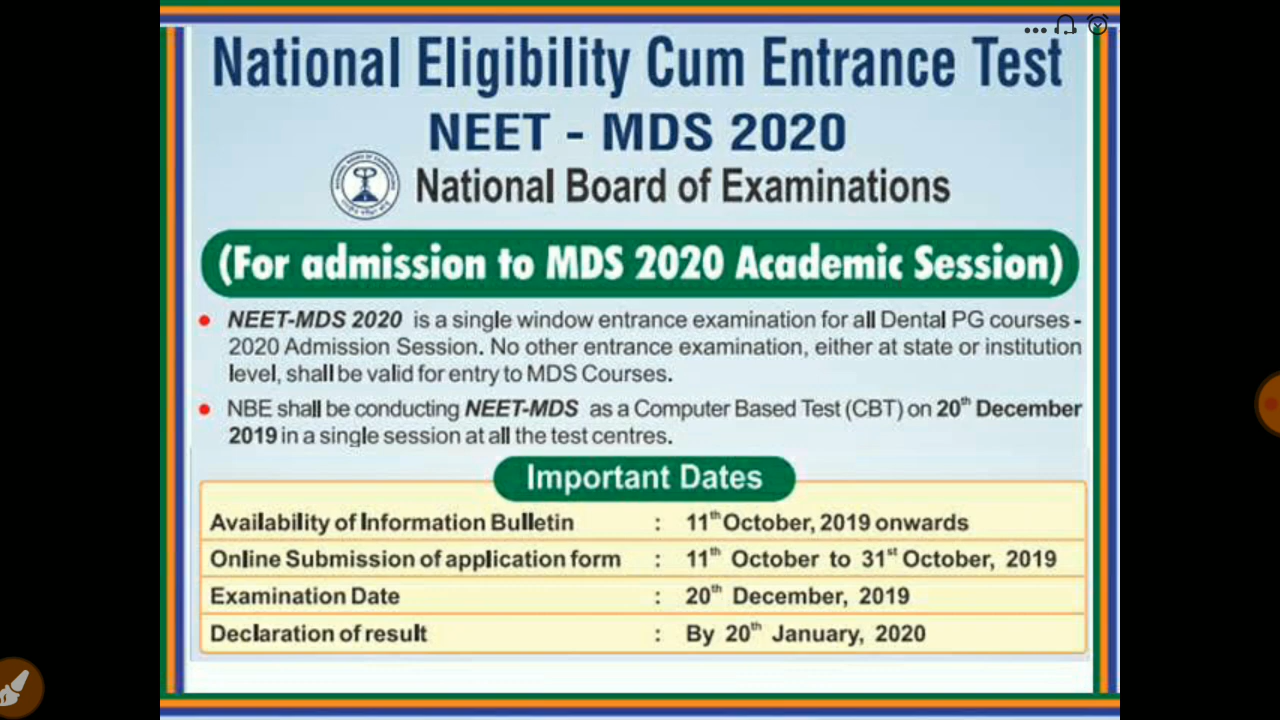 National Eligibility Cum Entrance Test
NEET - MDS 2020
National Board of Examinations
(For admission to MDS 2020 Academic Session)
• NEET-MDS 2020 is a single window entrance examination for all Dental PG courses -
2020 Admission Session. No other entrance examination, either at state or institution
level, shall be valid for entry to MDS Courses.
• NBE shall be conducting NEET-MDS as a Computer Based Test (CBT) on 20th December
2019 in a single session at all the test centres.
Important Dates
Availability of Information Bulletin : 11th October, 2019 onwards
Online Submission of application form : 11th October to 31st October, 2019
Examination Date : 20th December, 2019
Declaration of result : By 20th January, 2020